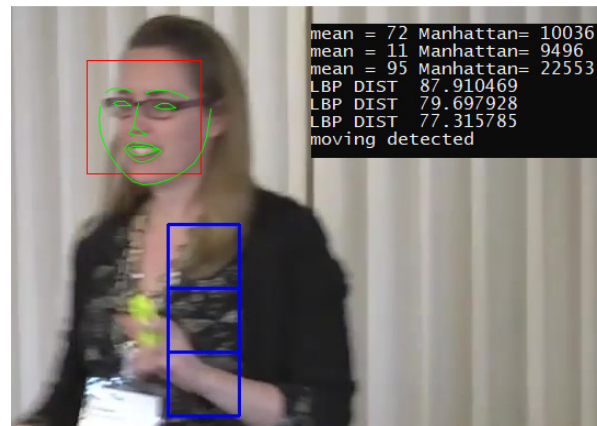 mean = 72 Manhattan= 10036
mean = 11 Manhattan= 9496
mean = 95 Manhattan= 22553
LBP DIST 87.910469
LBP DIST 79.697928
LBP DIST 77.315785
moving detected